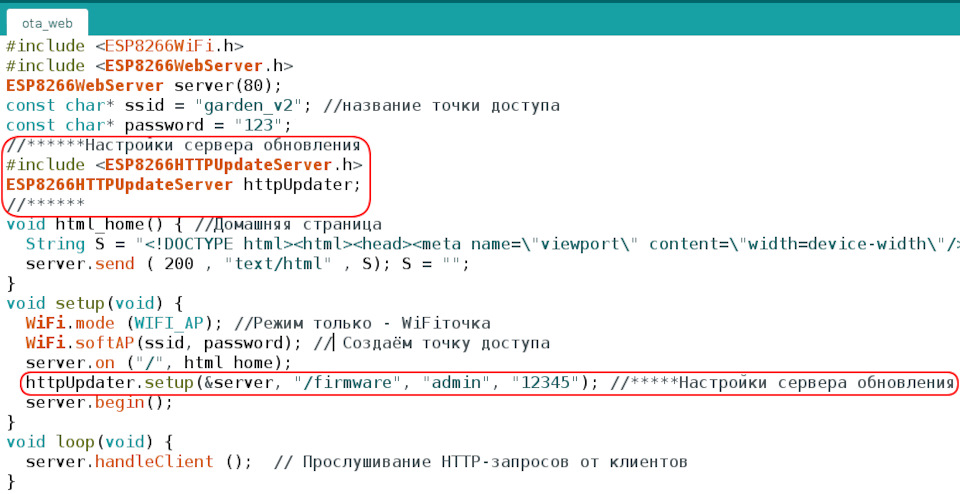 ota_web
#include <ESP8266WiFi.h>
#include <ESP8266WebServer.h>
ESP8266WebServer server(80);
const char* ssid = "garden_v2"; //название точки доступа
const char* password = "123";
//******Настройки сервера обновления
#include <ESP8266HTTPUpdateServer.h>
ESP8266HTTPUpdateServer httpUpdater;
//******
void html_home() { //Домашняя страница
  String S = "<!DOCTYPE html><html><head><meta name=\"viewport\" content=\"width=device-width\"/>
  server.send ( 200 , "text/html" , S); S = "";
}
void setup(void) {
  WiFi.mode (WIFI_AP); //Режим только - WiFiточка
  WiFi.softAP(ssid, password); // Создаём точку доступа
  server.on ("/", html_home);
  httpUpdater.setup(&server, "/firmware", "admin", "12345"); //*****Настройки сервера обновления
  server.begin();
}
void loop(void) {
  server.handleClient ();  // Прослушивание HTTP-запросов от клиентов
}